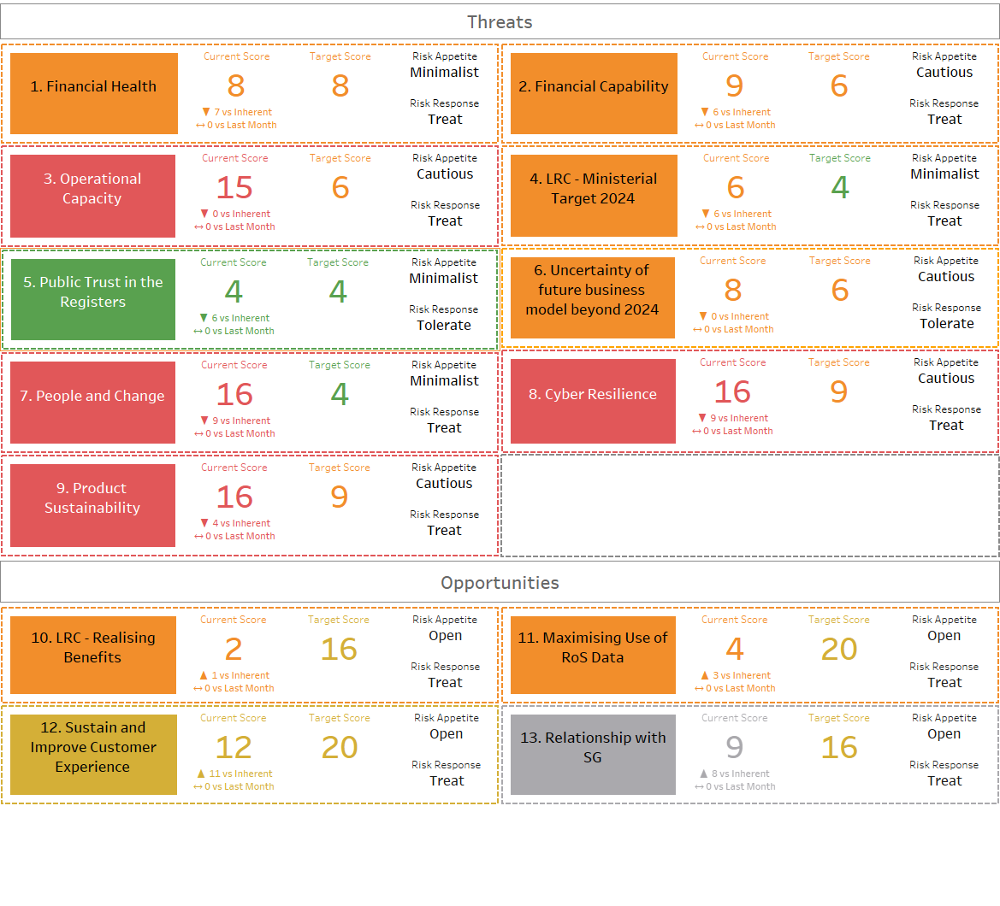 Threats
1. Financial Health
Current Score
8
▼ 7 vs Inherent
↔ 0 vs Last Month
Target Score
8
Risk Appetite
Minimalist
Risk Response
Treat
2. Financial Capability
Current Score
9
▼ 6 vs Inherent
↔ 0 vs Last Month
Target Score
6
Risk Appetite
Cautious
Risk Response
Treat
3. Operational
Capacity
Current Score
15
▼ 0 vs Inherent
↔ 0 vs Last Month
Target Score
6
Risk Appetite
Cautious
Risk Response
Treat
4. LRC - Ministerial
Target 2024
Current Score
6
▼ 6 vs Inherent
↔ 0 vs Last Month
Target Score
4
Risk Appetite
Minimalist
Risk Response
Treat
5. Public Trust in the
Registers
Current Score
4
▼ 6 vs Inherent
↔ 0 vs Last Month
Target Score
4
Risk Appetite
Minimalist
Risk Response
Tolerate
6. Uncertainty of
future business
model beyond 2024
Current Score
8
▼ 0 vs Inherent
↔ 0 vs Last Month
Target Score
6
Risk Appetite
Cautious
Risk Response
Tolerate
7. People and Change
Current Score
16
▼ 9 vs Inherent
↔ 0 vs Last Month
Target Score
4
Risk Appetite
Minimalist
Risk Response
Treat
8. Cyber Resilience
Current Score
16
▼ 9 vs Inherent
↔ 0 vs Last Month
Target Score
9
Risk Appetite
Cautious
Risk Response
Treat
9. Product
Sustainability
Current Score
16
▼ 4 vs Inherent
↔ 0 vs Last Month
Target Score
9
Risk Appetite
Cautious
Risk Response
Treat
Opportunities
10. LRC - Realising
Benefits
Current Score
2
▲ 1 vs Inherent
↔ 0 vs Last Month
Target Score
16
Risk Appetite
Open
Risk Response
Treat
11. Maximising Use of
RoS Data
Current Score
4
▲ 3 vs Inherent
↔ 0 vs Last Month
Target Score
20
Risk Appetite
Open
Risk Response
Treat
12. Sustain and
Improve Customer
Experience
Current Score
12
▲ 11 vs Inherent
↔ 0 vs Last Month
Target Score
20
Risk Appetite
Open
Risk Response
Treat
13. Relationship with
SG
Current Score
9
▲ 8 vs Inherent
↔ 0 vs Last Month
Target Score
16
Risk Appetite
Open
Risk Response
Treat